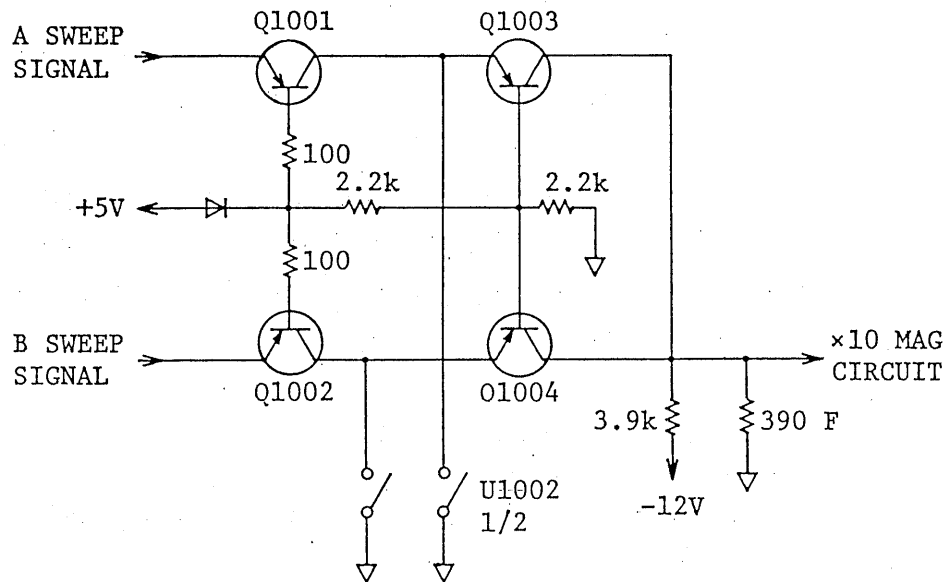 Q1001
Q1003
A SWEEP
SIGNAL
100
2.2k
2.2k
+5V
100
B SWEEP
SIGNAL
×10 MAG
CIRCUIT
Q1002
O1004
3.9k
390 F
U1002
1/2
-12V